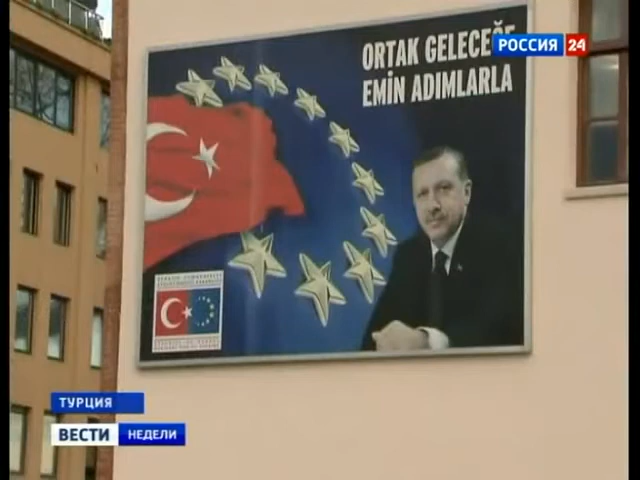 ORTAK GELECEĞE
EMİN ADIMLARLA
РОССИЯ 24
ТУРЦИЯ
ВЕСТИ НЕДЕЛИ